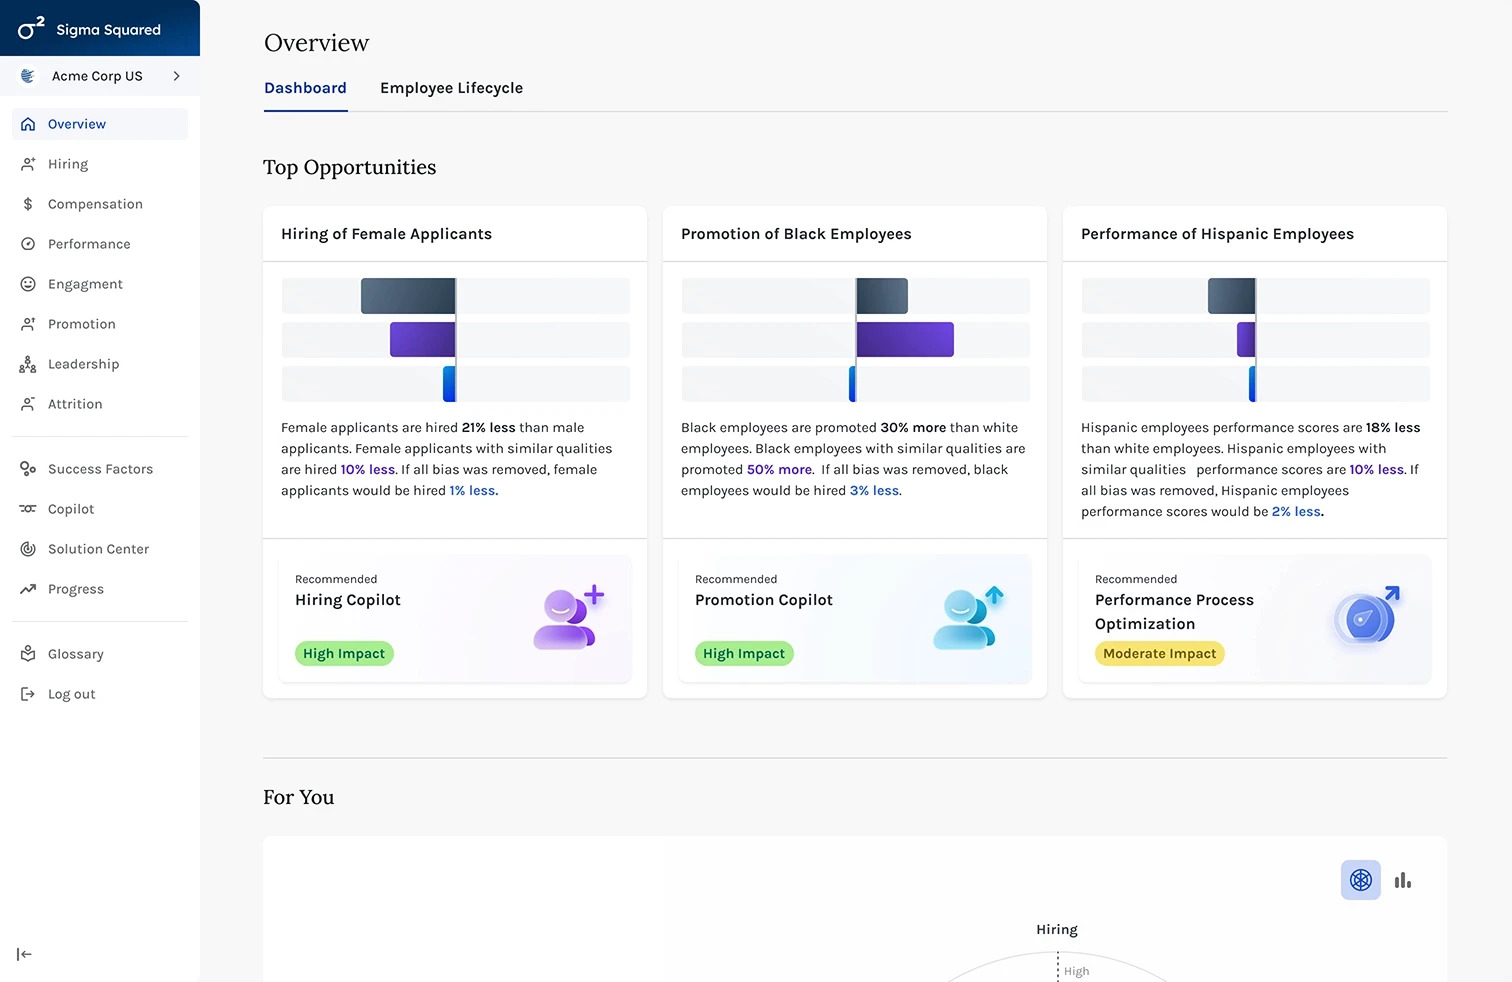 σ² Sigma Squared
Acme Corp US
Overview
Hiring
Compensation
Performance
Engagment
Promotion
Leadership
Attrition
Success Factors
Copilot
Solution Center
Progress
Glossary
Log out
Overview
Dashboard
Employee Lifecycle
Top Opportunities
Hiring of Female Applicants
Female applicants are hired 21% less than male
applicants. Female applicants with similar qualities
are hired 10% less. If all bias was removed, female
applicants would be hired 1% less.
Recommended
Hiring Copilot
High Impact
Promotion of Black Employees
Black employees are promoted 30% more than white
employees. Black employees with similar qualities are
promoted 50% more. If all bias was removed, black
employees would be hired 3% less.
Recommended
Promotion Copilot
High Impact
Performance of Hispanic Employees
Hispanic employees performance scores are 18% less
than white employees. Hispanic employees with
similar qualities performance scores are 10% less. If
all bias was removed, Hispanic employees
performance scores would be 2% less.
Recommended
Performance Process
Optimization
Moderate Impact
For You
Hiring
High